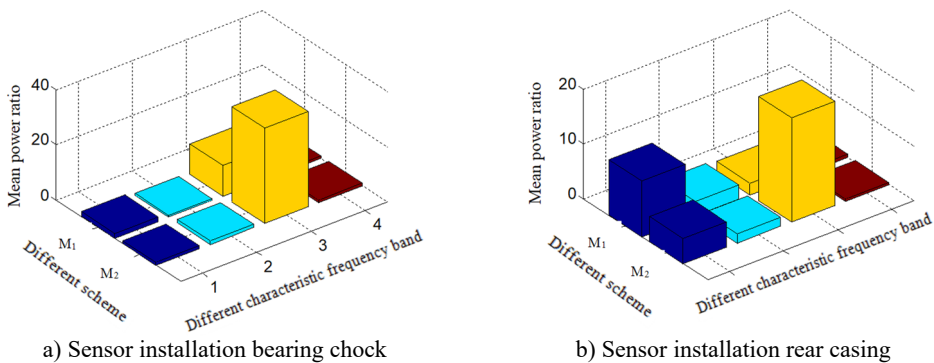 40
20
0
Mean power ratio
M1
M2
Different scheme
1
2
3
4
Different characteristic frequency band
a) Sensor installation bearing chock
20
10
0
Mean power ratio
M1
M2
Different scheme
Different characteristic frequency band
b) Sensor installation rear casing